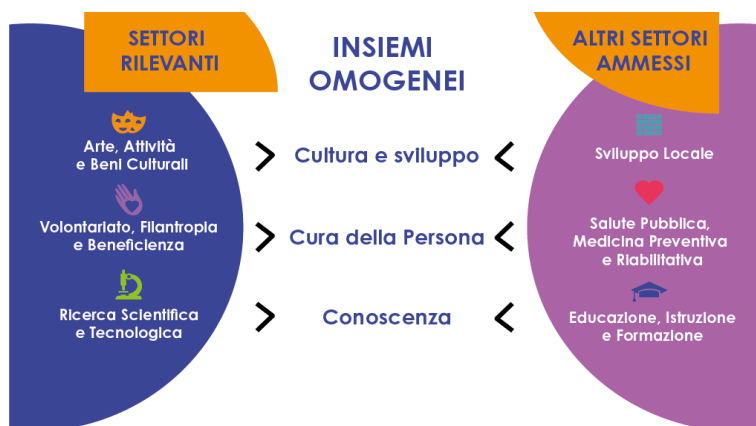 SETTORI
RILEVANTI
Arte, Attività
e Beni Culturali
Volontariato, Filantropia
e Beneficienza
Ricerca Scientifica
e Tecnologica
INSIEMI
OMOGENEI
Cultura e sviluppo
Cura della Persona
Conoscenza
ALTRI SETTORI
AMMESSI
Sviluppo Locale
Salute Pubblica,
Medicina Preventiva
e Riabilitativa
Educazione, Istruzione
e Formazione